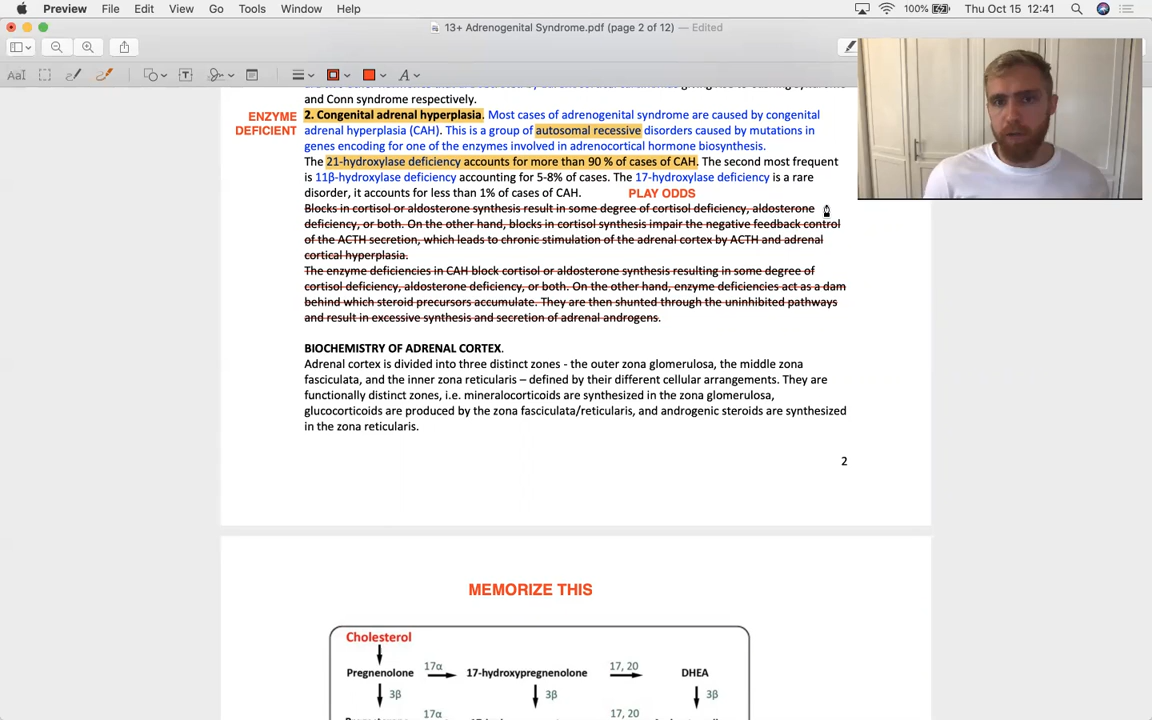 Preview File Edit View Go Tools Window Help 100% Thu Oct 15 12:41
13+ Adrenogenital Syndrome.pdf (page 2 of 12) — Edited
and Conn syndrome respectively.
ENZYME
DEFICIENT
2. Congenital adrenal hyperplasia. Most cases of adrenogenital syndrome are caused by congenital
adrenal hyperplasia (CAH). This is a group of autosomal recessive disorders caused by mutations in
genes encoding for one of the enzymes involved in adrenocortical hormone biosynthesis.
The 21-hydroxylase deficiency accounts for more than 90 % of cases of CAH. The second most frequent
is 11β-hydroxylase deficiency accounting for 5-8% of cases. The 17-hydroxylase deficiency is a rare
disorder, it accounts for less than 1% of cases of CAH. PLAY ODDS
Blocks in cortisol or aldosterone synthesis result in some degree of cortisol deficiency, aldosterone
deficiency, or both. On the other hand, blocks in cortisol synthesis impair the negative feedback control
of the ACTH secretion, which leads to chronic stimulation of the adrenal cortex by ACTH and adrenal
cortical hyperplasia.
The enzyme deficiencies in CAH block cortisol or aldosterone synthesis resulting in some degree of
cortisol deficiency, aldosterone deficiency, or both. On the other hand, enzyme deficiencies act as a dam
behind which steroid precursors accumulate. They are then shunted through the uninhibited pathways
and result in excessive synthesis and secretion of adrenal androgens.
BIOCHEMISTRY OF ADRENAL CORTEX.
Adrenal cortex is divided into three distinct zones - the outer zona glomerulosa, the middle zona
fasciculata, and the inner zona reticularis – defined by their different cellular arrangements. They are
functionally distinct zones, i.e. mineralocorticoids are synthesized in the zona glomerulosa,
glucocorticoids are produced by the zona fasciculata/reticularis, and androgenic steroids are synthesized
in the zona reticularis.
2
MEMORIZE THIS
Cholesterol
Pregnenolone 17α 17-hydroxypregnenolone 17, 20 DHEA
3β 3β 3β
17α 17, 20